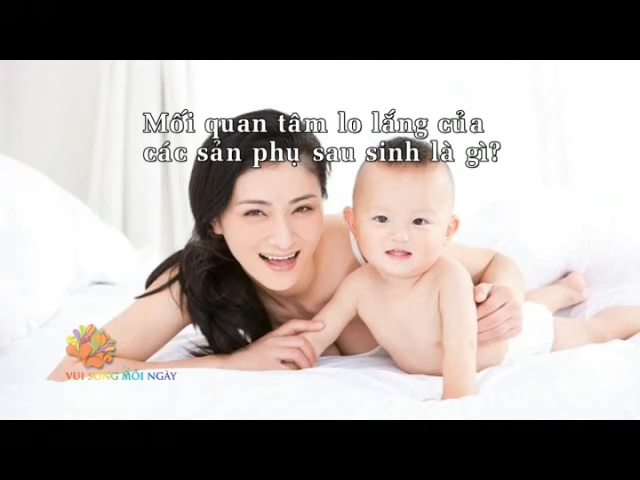 Mối quan tâm lo lắng của
các sản phụ sau sinh là gì?
VUI SỐNG MỖI NGÀY